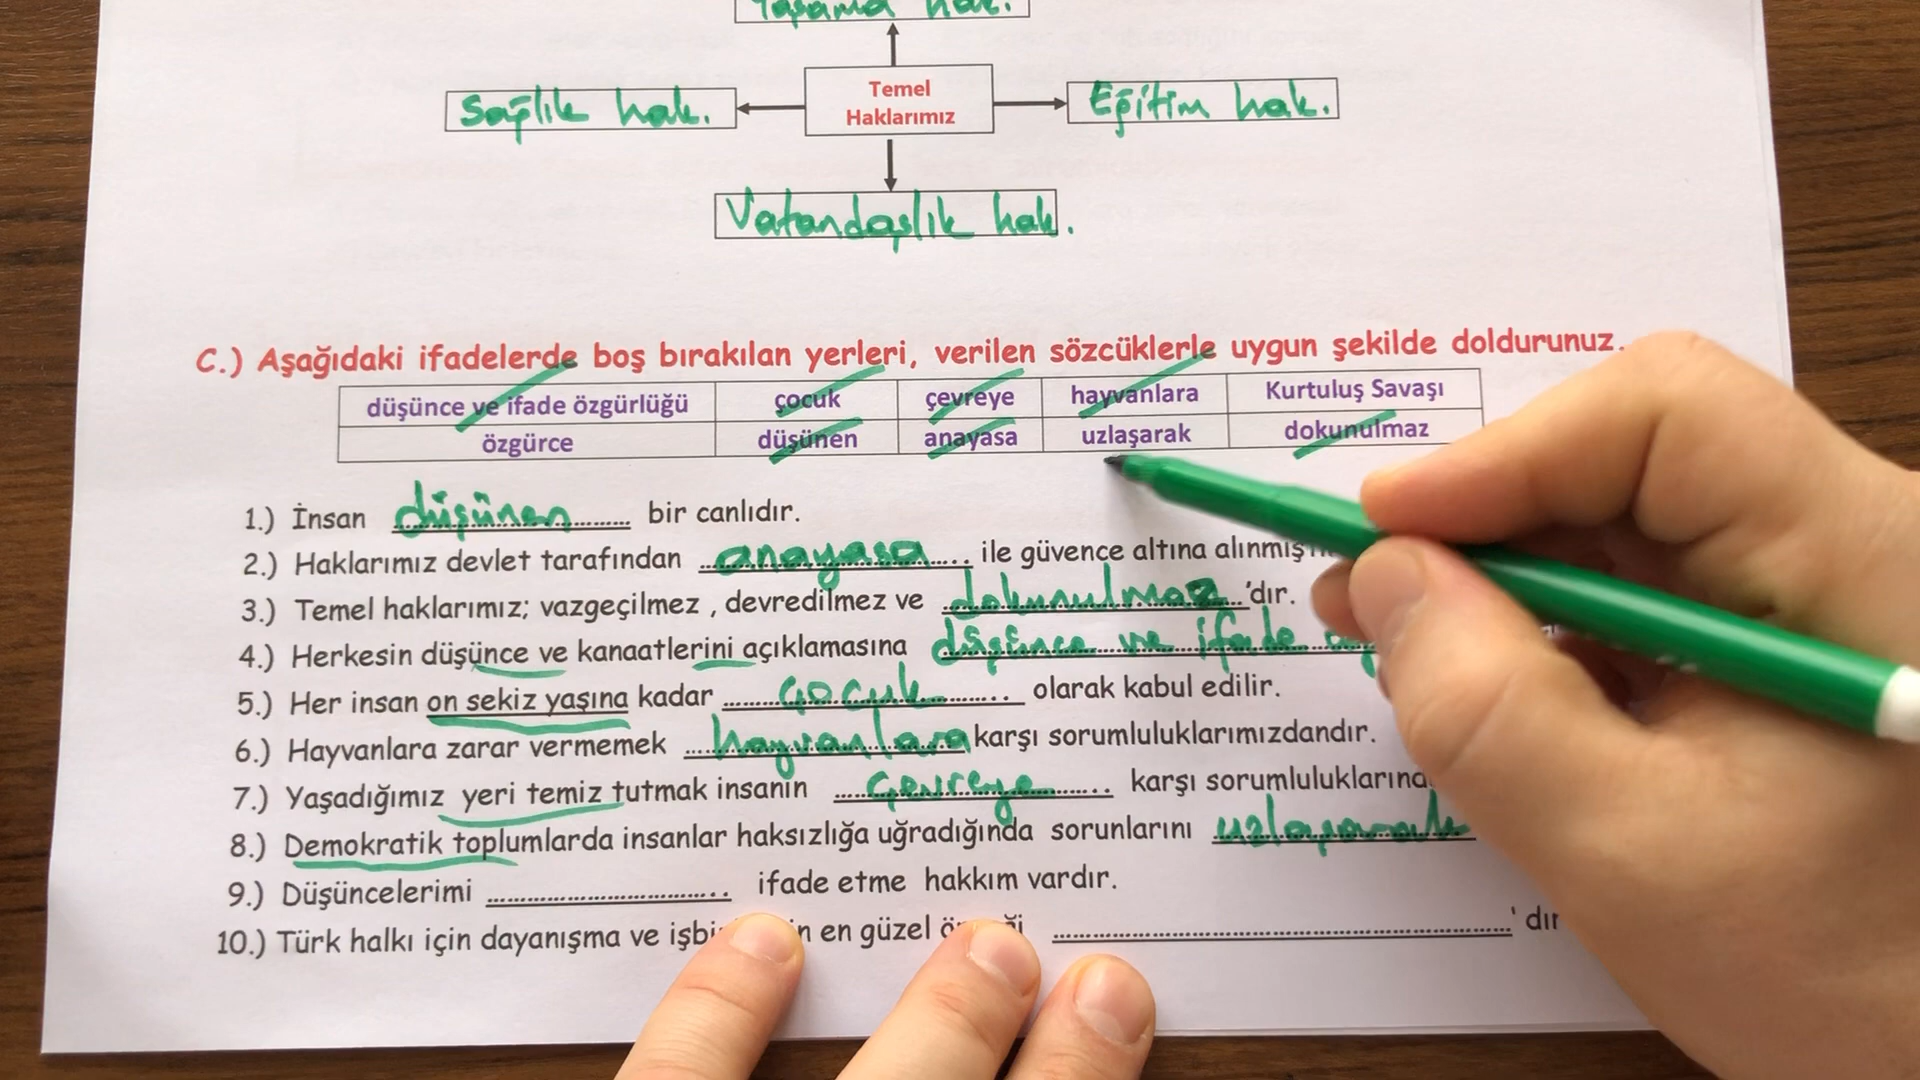 Yaşama hak.
Temel
Haklarımız
Sağlık hak.
Eğitim hak.
Vatandaşlık hak.
C.) Aşağıdaki ifadelerde boş bırakılan yerleri, verilen sözcüklerle uygun şekilde doldurunuz.
düşünce ve ifade özgürlüğü çocuk çevreye hayvanlara Kurtuluş Savaşı
özgürce düşünen anayasa uzlaşarak dokunulmaz
1.) İnsan düşünen bir canlıdır.
2.) Haklarımız devlet tarafından anayasa ile güvence altına alınmış
3.) Temel haklarımız; vazgeçilmez , devredilmez ve dokunulmaz 'dır.
4.) Herkesin düşünce ve kanaatlerini açıklamasına düşünce ve ifade
5.) Her insan on sekiz yaşına kadar çocuk olarak kabul edilir.
6.) Hayvanlara zarar vermemek hayvanlara karşı sorumluluklarımızdandır.
7.) Yaşadığımız yeri temiz tutmak insanın çevreye karşı sorumluluklarınd
8.) Demokratik toplumlarda insanlar haksızlığa uğradığında sorunlarını uzlaşarak
9.) Düşüncelerimi ........................ ifade etme hakkım vardır.
10.) Türk halkı için dayanışma ve işbi n en güzel ........................ ' dır